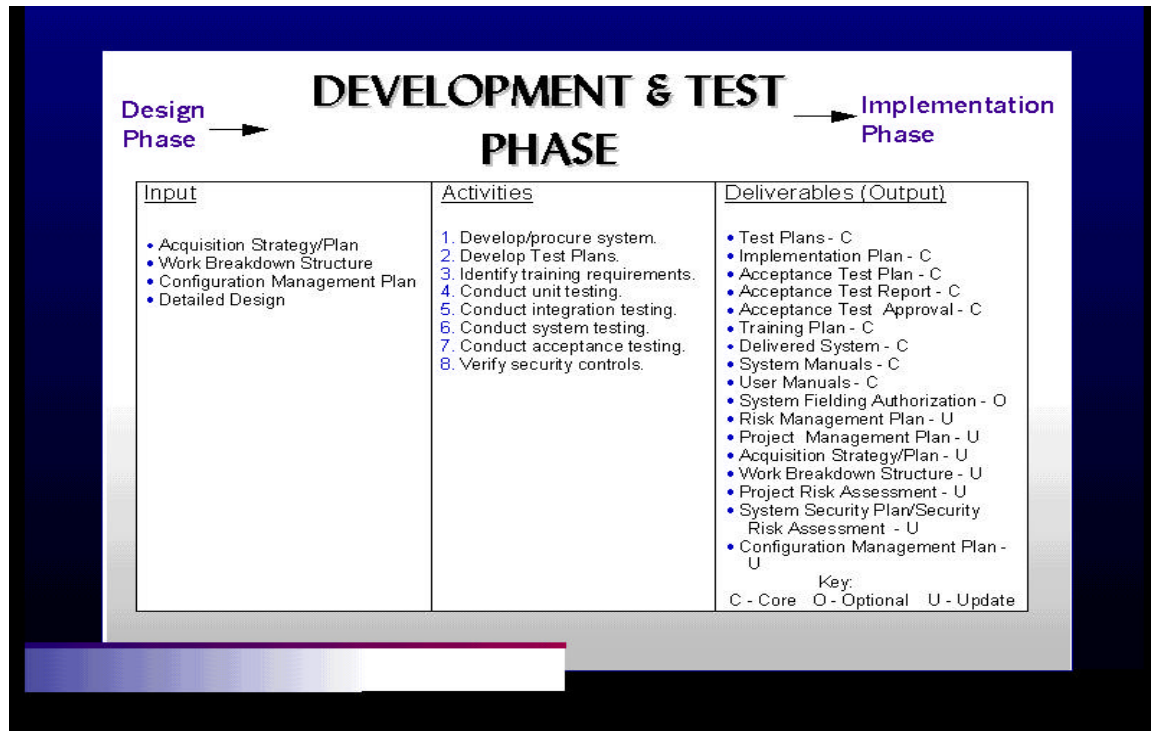 DEVELOPMENT & TEST
PHASE
Design
Phase
Implementation
Phase
Input
• Acquisition Strategy/Plan
• Work Breakdown Structure
• Configuration Management Plan
• Detailed Design
Activities
1. Develop/procure system.
2. Develop Test Plans.
3. Identify training requirements.
4. Conduct unit testing.
5. Conduct integration testing.
6. Conduct system testing.
7. Conduct acceptance testing.
8. Verify security controls.
Deliverables (Output)
• Test Plans - C
• Implementation Plan - C
• Acceptance Test Plan - C
• Acceptance Test Report - C
• Acceptance Test Approval - C
• Training Plan - C
• Delivered System - C
• System Manuals - C
• User Manuals - C
• System Fielding Authorization - O
• Risk Management Plan - U
• Project Management Plan - U
• Acquisition Strategy/Plan - U
• Work Breakdown Structure - U
• Project Risk Assessment - U
• System Security Plan/Security
Risk Assessment - U
• Configuration Management Plan -
U
Key:
C - Core O - Optional U - Update